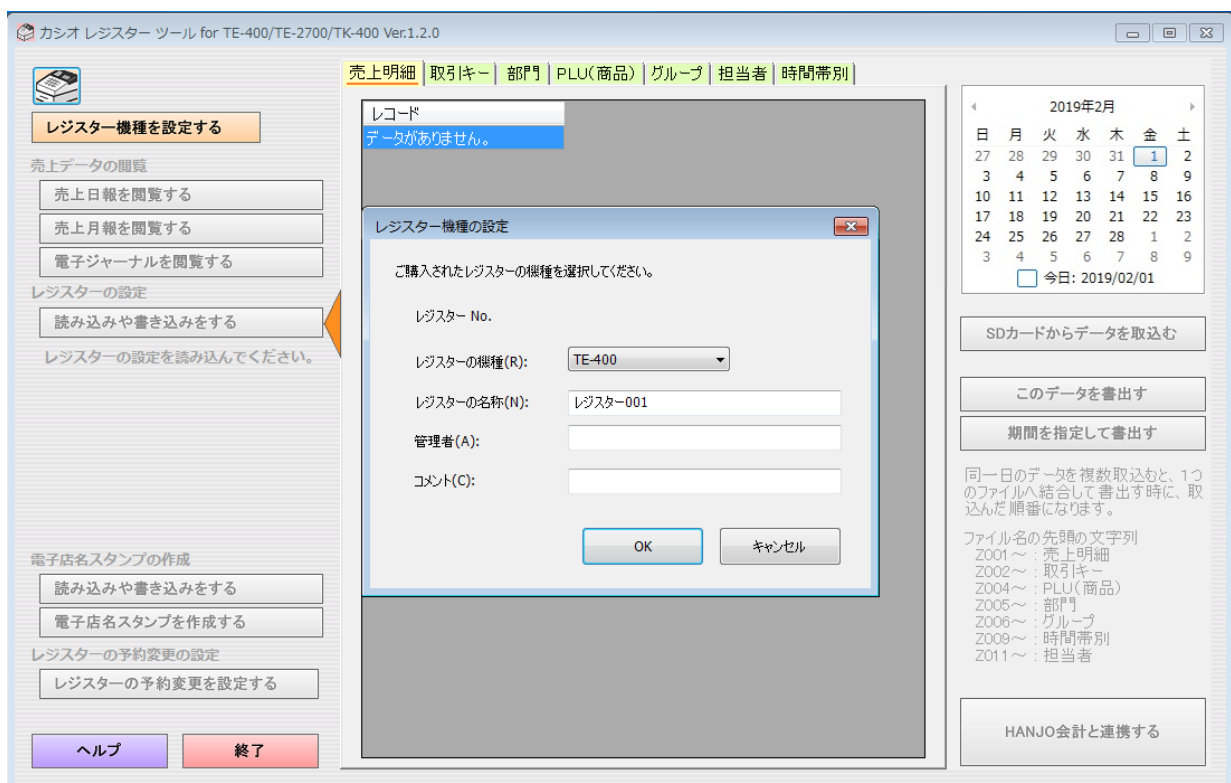 カシオ レジスター ツール for TE-400/TE-2700/TK-400 Ver.1.2.0
レジスター機種を設定する
売上データの閲覧
売上日報を閲覧する
売上月報を閲覧する
電子ジャーナルを閲覧する
レジスターの設定
読み込みや書き込みをする
レジスターの設定を読み込んでください。
電子店名スタンプの作成
読み込みや書き込みをする
電子店名スタンプを作成する
レジスターの予約変更の設定
レジスターの予約変更を設定する
ヘルプ
終了
売上明細 取引キー 部門 PLU(商品) グループ 担当者 時間帯別
レコード
データがありません。
レジスター機種の設定
ご購入されたレジスターの機種を選択してください。
レジスター No.
レジスターの機種(R): TE-400
レジスターの名称(N): レジスター001
管理者(A):
コメント(C):
OK キャンセル
2019年2月
日 月 火 水 木 金 土
27 28 29 30 31 1 2
3 4 5 6 7 8 9
10 11 12 13 14 15 16
17 18 19 20 21 22 23
24 25 26 27 28 1 2
3 4 5 6 7 8 9
今日: 2019/02/01
SDカードからデータを取込む
このデータを書出す
期間を指定して書出す
同一日のデータを複数取込むと、1つ
のファイルへ結合して書出す時に、取
込んだ順番になります。
ファイル名の先頭の文字列
Z001～ : 売上明細
Z002～ : 取引キー
Z004～ : PLU(商品)
Z005～ : 部門
Z006～ : グループ
Z009～ : 時間帯別
Z011～ : 担当者
HANJO会計と連携する